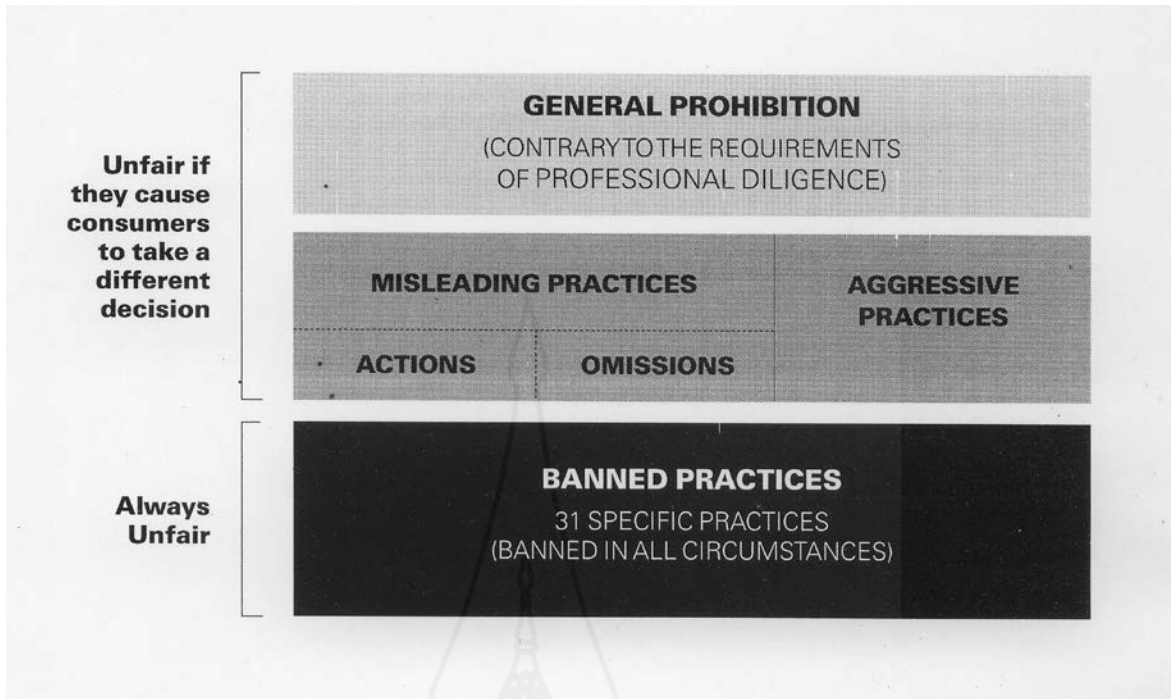 Unfair if
they cause
consumers
to take a
different
decision
GENERAL PROHIBITION
(CONTRARY TO THE REQUIREMENTS
OF PROFESSIONAL DILIGENCE)
MISLEADING PRACTICES
ACTIONS
OMISSIONS
AGGRESSIVE
PRACTICES
Always
Unfair
BANNED PRACTICES
31 SPECIFIC PRACTICES
(BANNED IN ALL CIRCUMSTANCES)